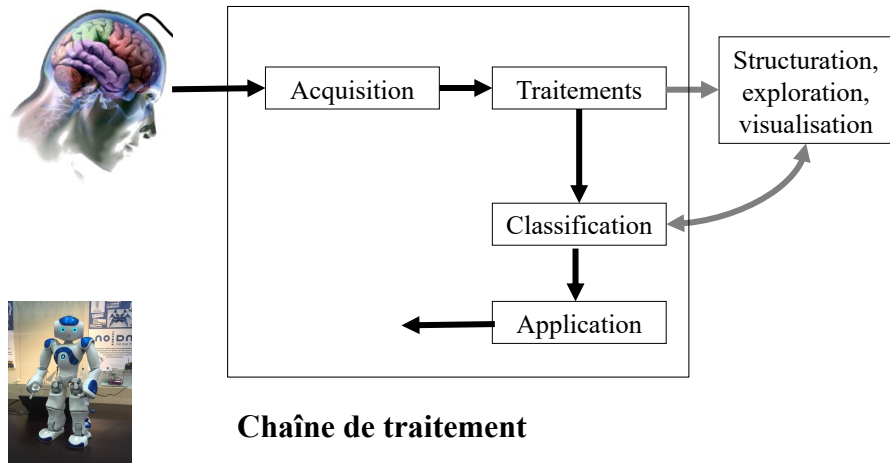 Acquisition
Traitements
Structuration,
exploration,
visualisation
Classification
Application
Chaîne de traitement